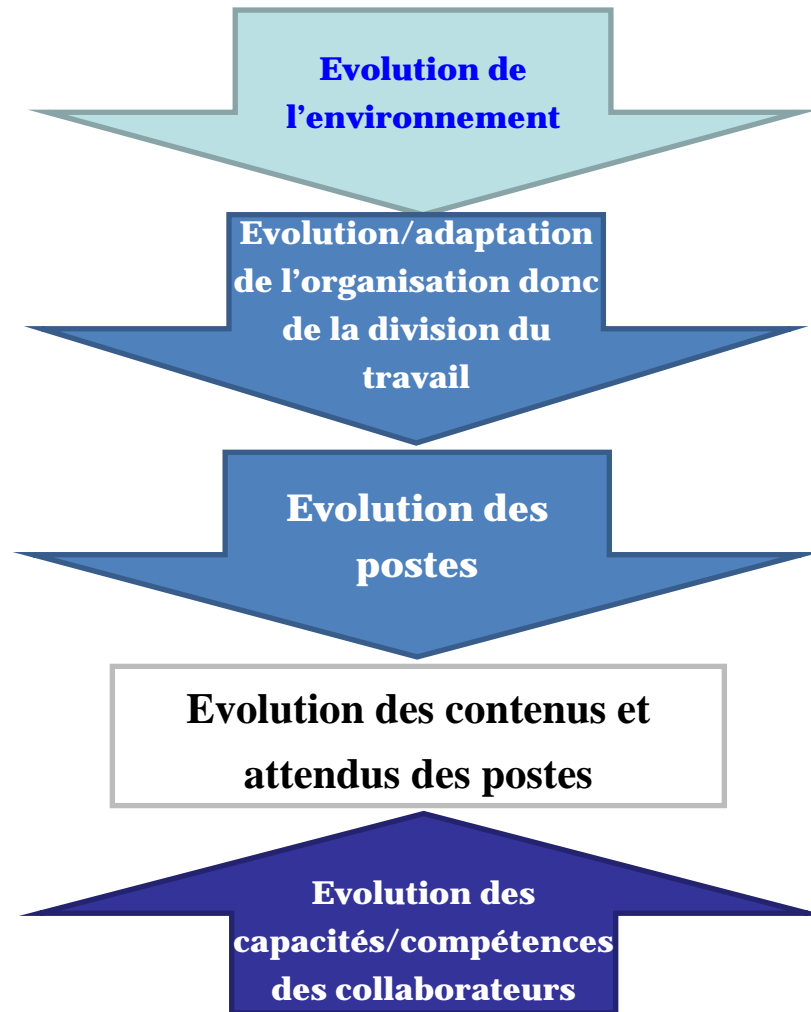 Evolution de
l’environnement
Evolution/adaptation
de l’organisation donc
de la division du
travail
Evolution des
postes
Evolution des contenus et
attendus des postes
Evolution des
capacités/compétences
des collaborateurs